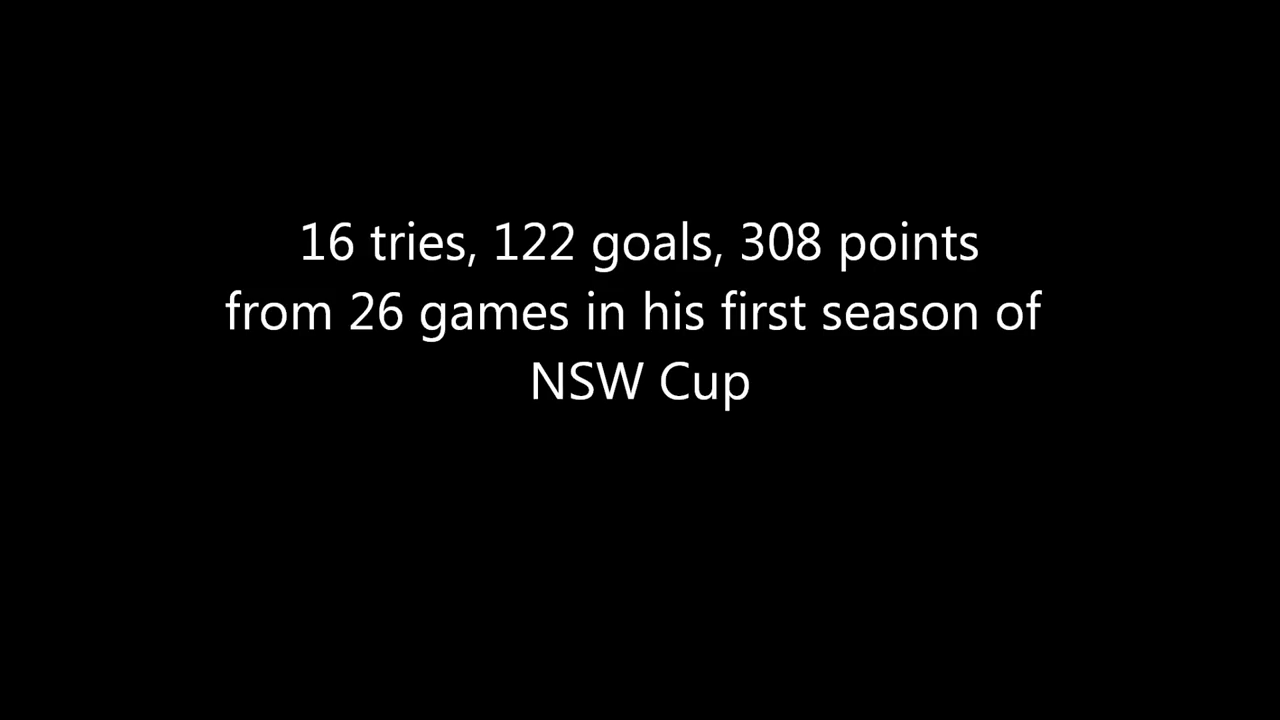 16 tries, 122 goals, 308 points
from 26 games in his first season of
NSW Cup